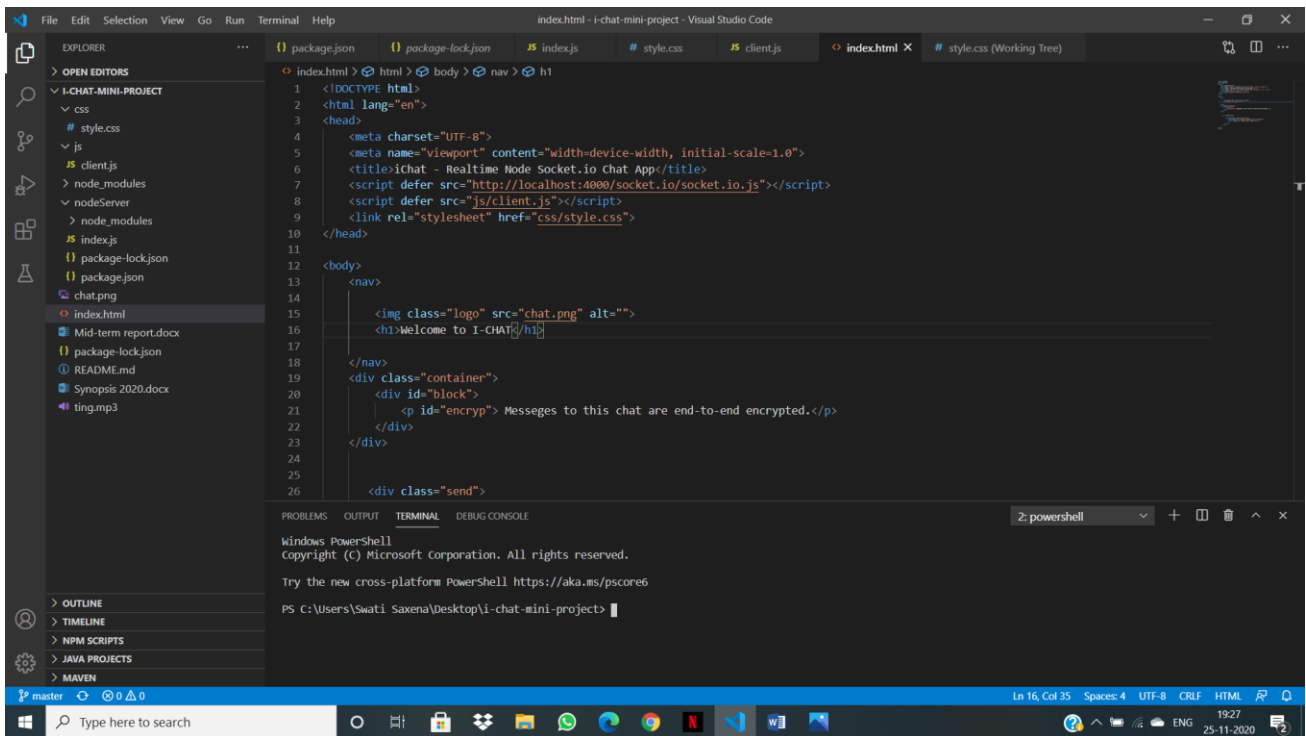 File Edit Selection View Go Run Terminal Help index.html - i-chat-mini-project - Visual Studio Code
EXPLORER ... {} package.json {} package-lock.json JS index.js # style.css JS client.js <> index.html X # style.css (Working Tree) ...
> OPEN EDITORS
I-CHAT-MINI-PROJECT
css
# style.css
js
JS client.js
> node_modules
nodeServer
> node_modules
JS index.js
{} package-lock.json
{} package.json
chat.png
<> index.html
Mid-term report.docx
{} package-lock.json
README.md
Synopsis 2020.docx
ting.mp3
> OUTLINE
> TIMELINE
> NPM SCRIPTS
> JAVA PROJECTS
> MAVEN
<> index.html > html > body > nav > h1
1 <!DOCTYPE html>
2 <html lang="en">
3 <head>
4 <meta charset="UTF-8">
5 <meta name="viewport" content="width=device-width, initial-scale=1.0">
6 <title>iChat - Realtime Node Socket.io Chat App</title>
7 <script defer src="http://localhost:4000/socket.io/socket.io.js"></script>
8 <script defer src="js/client.js"></script>
9 <link rel="stylesheet" href="css/style.css">
10 </head>
11
12 <body>
13 <nav>
14
15 <img class="logo" src="chat.png" alt="">
16 <h1>Welcome to I-CHAT</h1>
17
18 </nav>
19 <div class="container">
20 <div id="block">
21 <p id="encryp"> Messeges to this chat are end-to-end encrypted.</p>
22 </div>
23 </div>
24
25
26 <div class="send">
PROBLEMS OUTPUT TERMINAL DEBUG CONSOLE 2: powershell
Windows PowerShell
Copyright (C) Microsoft Corporation. All rights reserved.
Try the new cross-platform PowerShell https://aka.ms/pscore6
PS C:\Users\Swati Saxena\Desktop\i-chat-mini-project>
master 0 0 Ln 16, Col 35 Spaces: 4 UTF-8 CRLF HTML
Type here to search N W ENG 19:27
25-11-2020 2